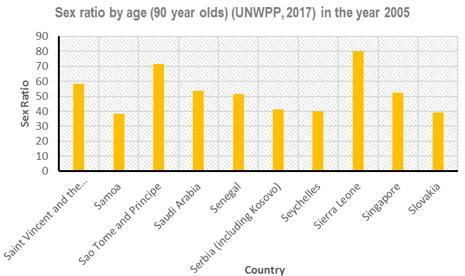 Sex ratio by age (90 year olds) (UNWPP, 2017) in the year 2005
90
80
70
60
50
40
30
20
10
0
Sex Ratio
Saint Vincent and the...
Samoa
Sao Tome and Principe
Saudi Arabia
Senegal
Serbia (including Kosovo)
Seychelles
Sierra Leone
Singapore
Slovakia
Country